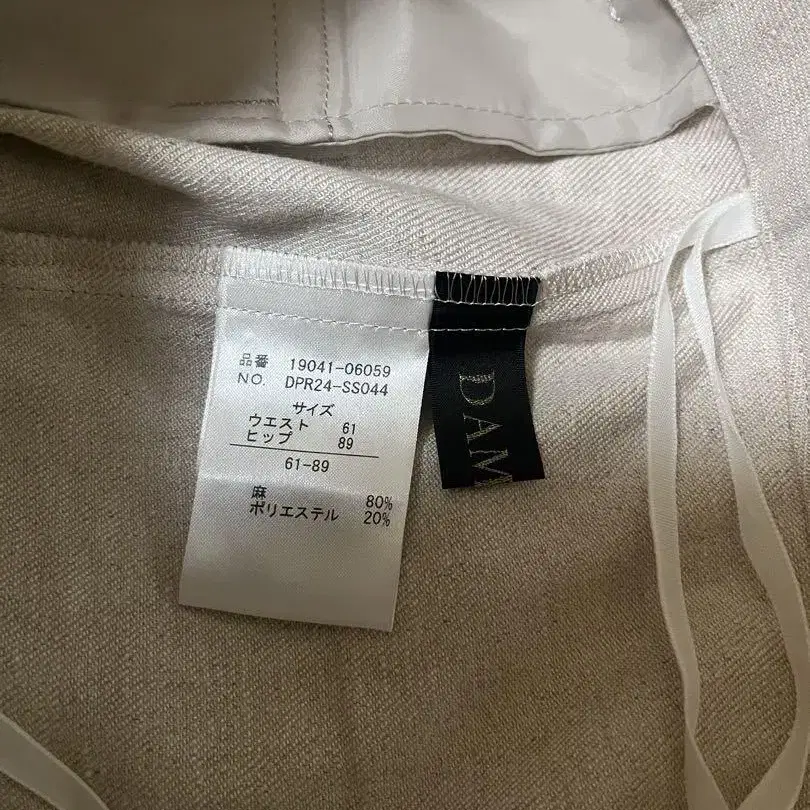 品番 19041-06059
NO. DPR24-SS044
サイズ
ウエスト 61
ヒップ 89
61-89
麻 80%
ポリエステル 20%